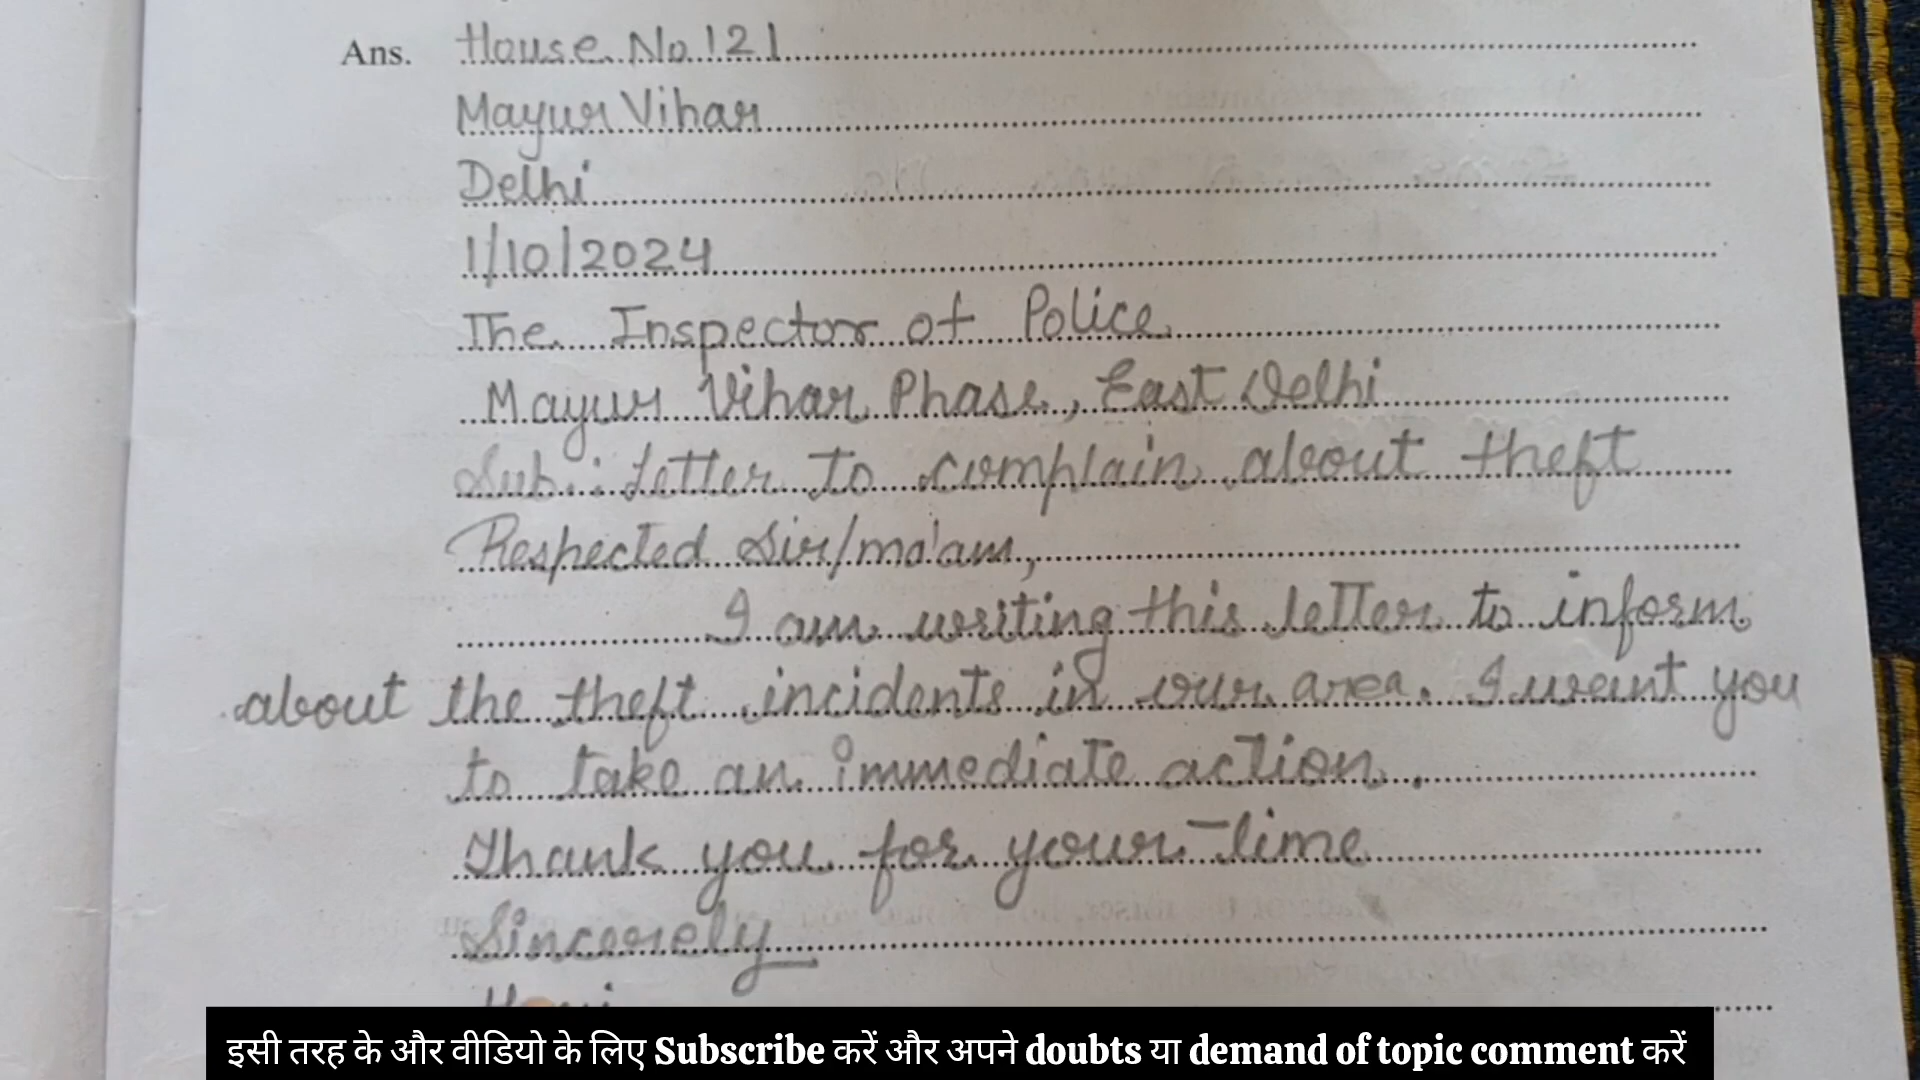 Ans. House No.121
Mayur Vihar
Delhi
1/10/2024
The Inspector of Police
Mayur Vihar Phase, East Delhi
Sub: Letter to complain about theft
Respected Sir/ma'am,
I am writing this letter to inform
about the theft incidents in our area. I want you
to take an immediate action.
Thank you for your time
Sincerely
इसी तरह के और वीडियो के लिए Subscribe करें और अपने doubts या demand of topic comment करें